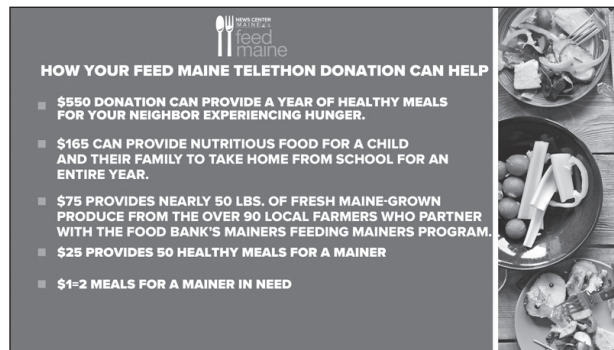 NEWS CENTER
MAINE
feed
maine
HOW YOUR FEED MAINE TELETHON DONATION CAN HELP
$550 DONATION CAN PROVIDE A YEAR OF HEALTHY MEALS
FOR YOUR NEIGHBOR EXPERIENCING HUNGER.
$165 CAN PROVIDE NUTRITIOUS FOOD FOR A CHILD
AND THEIR FAMILY TO TAKE HOME FROM SCHOOL FOR AN
ENTIRE YEAR.
$75 PROVIDES NEARLY 50 LBS. OF FRESH MAINE-GROWN
PRODUCE FROM THE OVER 90 LOCAL FARMERS WHO PARTNER
WITH THE FOOD BANK'S MAINERS FEEDING MAINERS PROGRAM.
$25 PROVIDES 50 HEALTHY MEALS FOR A MAINER
$1=2 MEALS FOR A MAINER IN NEED